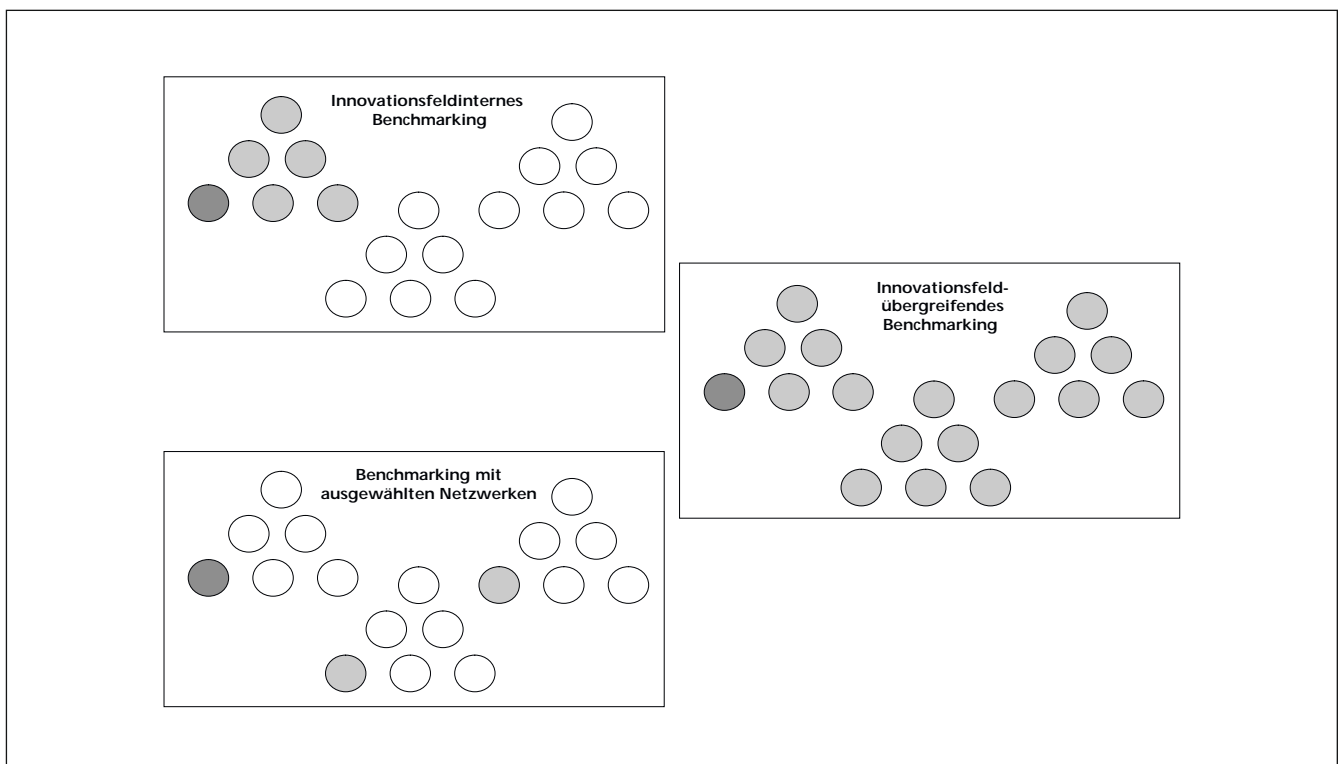 Innovationsfeldinternes
Benchmarking
Innovationsfeld-
übergreifendes
Benchmarking
Benchmarking mit
ausgewählten Netzwerken